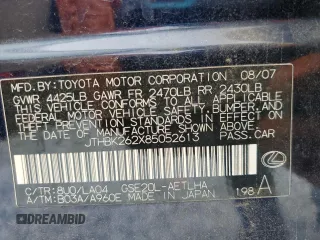 MFD.BY:TOYOTA MOTOR CORPORATION 08/07
GVWR 4425LB GAWR FR 2470LB RR 2430LB
THIS VEHICLE CONFORMS TO ALL APPLICABLE
FEDERAL MOTOR VEHICLE SAFETY, BUMPER, AND
THEFT PREVENTION STANDARDS IN EFFECT ON
THE DATE OF MANUFACTURE SHOWN ABOVE.
JTHBK262X85052613 PASS.CAR
C/TR: 8U0/LA04 GSE20L-AETLHA
A/TM: B03A/A960E MADE IN JAPAN 198 A